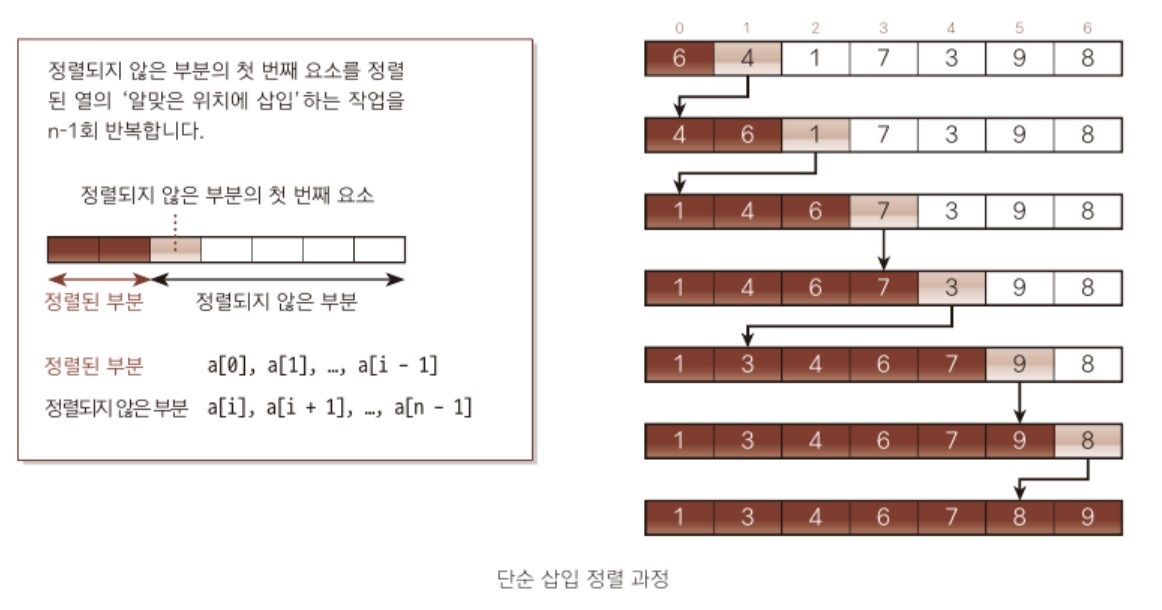 정렬되지 않은 부분의 첫 번째 요소를 정렬
된 열의 ‘알맞은 위치에 삽입’하는 작업을
n-1회 반복합니다.
정렬되지 않은 부분의 첫 번째 요소
정렬된 부분 정렬되지 않은 부분
정렬된 부분 a[0], a[1], …, a[i - 1]
정렬되지 않은 부분 a[i], a[i + 1], …, a[n - 1]
0 1 2 3 4 5 6
6 4 1 7 3 9 8
4 6 1 7 3 9 8
1 4 6 7 3 9 8
1 4 6 7 3 9 8
1 3 4 6 7 9 8
1 3 4 6 7 9 8
1 3 4 6 7 8 9
단순 삽입 정렬 과정